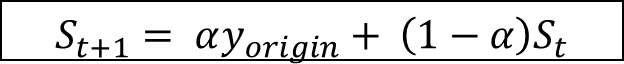 S_{t+1} = αy_{origin} + (1 − α)S_t